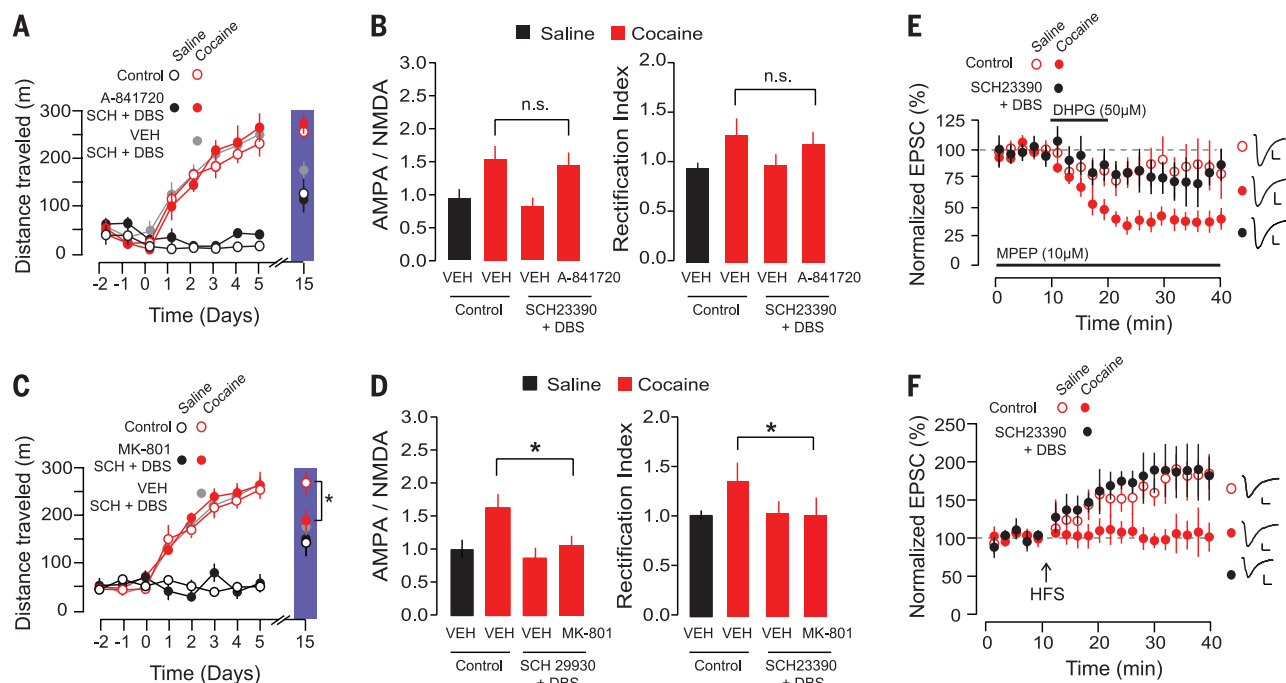 A
Saline
Cocaine
Control
A-841720
SCH + DBS
VEH
SCH + DBS
Distance traveled (m)
300
200
100
0
-2 -1 0 1 2 3 4 5 15
Time (Days)
B
Saline Cocaine
AMPA / NMDA
3.0
2.0
1.5
1.0
0.0
n.s.
VEH VEH VEH A-841720
Control SCH23390
+ DBS
Rectification Index
2.0
1.5
1.0
0.5
0.0
n.s.
VEH VEH VEH A-841720
Control SCH23390
+ DBS
C
Saline
Cocaine
Control
MK-801
SCH + DBS
VEH
SCH + DBS
Distance traveled (m)
300
200
100
0
*
-2 -1 0 1 2 3 4 5 15
Time (Days)
D
Saline Cocaine
AMPA / NMDA
3.0
2.0
1.5
1.0
0.0
*
VEH VEH VEH MK-801
Control SCH 29930
+ DBS
Rectification Index
2.0
1.5
1.0
0.5
0.0
*
VEH VEH VEH MK-801
Control SCH23390
+ DBS
E
Saline
Cocaine
Control
SCH23390
+ DBS
DHPG (50µM)
Normalized EPSC (%)
125
100
75
50
25
0
MPEP (10µM)
0 10 20 30 40
Time (min)
F
Saline
Cocaine
Control
SCH23390
+ DBS
Normalized EPSC (%)
200
150
100
50
0
HFS
0 10 20 30 40
Time (min)